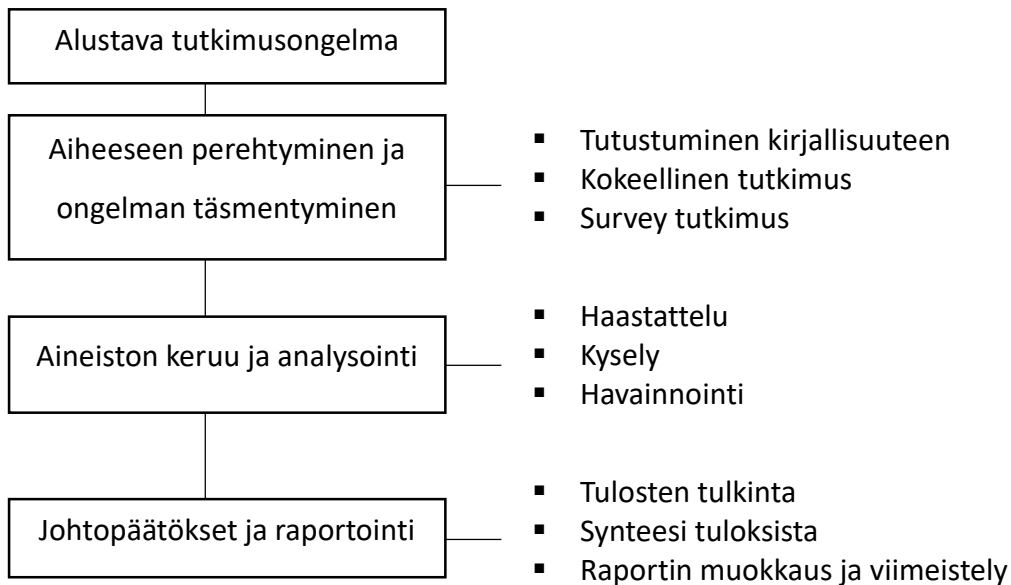 Alustava tutkimusongelma
Aiheeseen perehtyminen ja
ongelman täsmentyminen
▪ Tutustuminen kirjallisuuteen
▪ Kokeellinen tutkimus
▪ Survey tutkimus
Aineiston keruu ja analysointi
▪ Haastattelu
▪ Kysely
▪ Havainnointi
Johtopäätökset ja raportointi
▪ Tulosten tulkinta
▪ Synteesi tuloksista
▪ Raportin muokkaus ja viimeistely